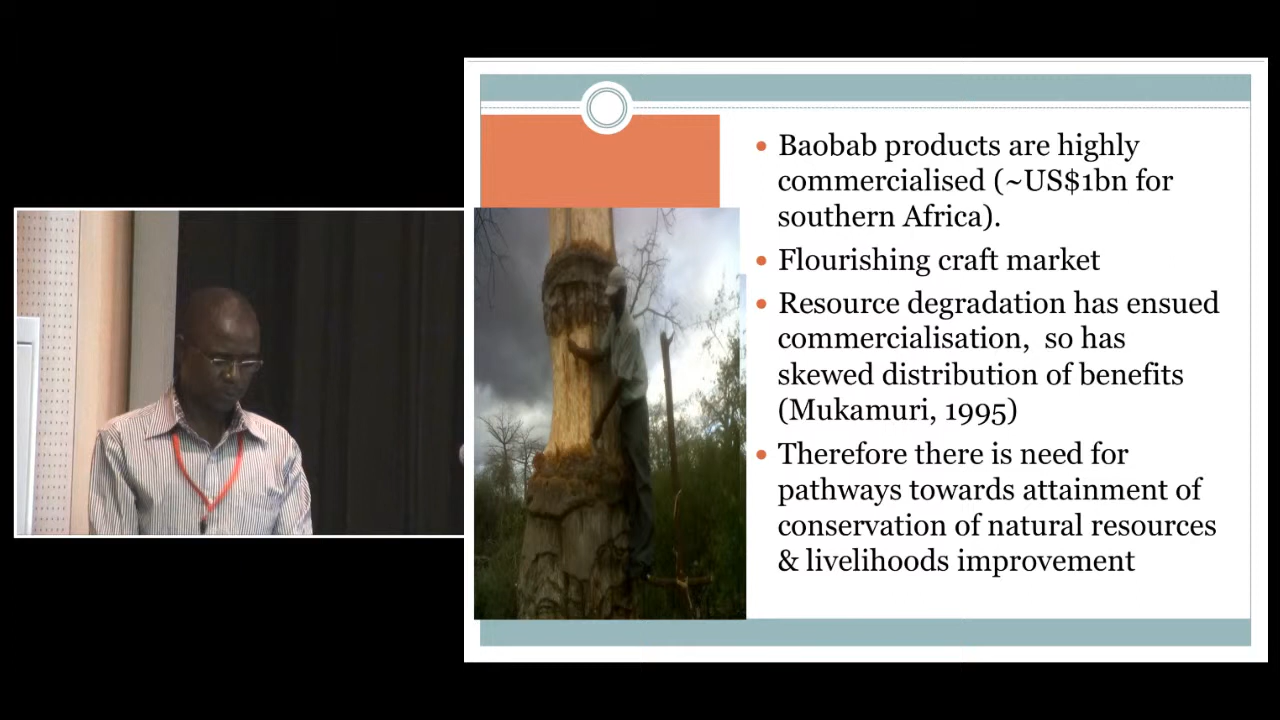 Baobab products are highly
commercialised (~US$1bn for
southern Africa).
Flourishing craft market
Resource degradation has ensued
commercialisation, so has
skewed distribution of benefits
(Mukamuri, 1995)
Therefore there is need for
pathways towards attainment of
conservation of natural resources
& livelihoods improvement